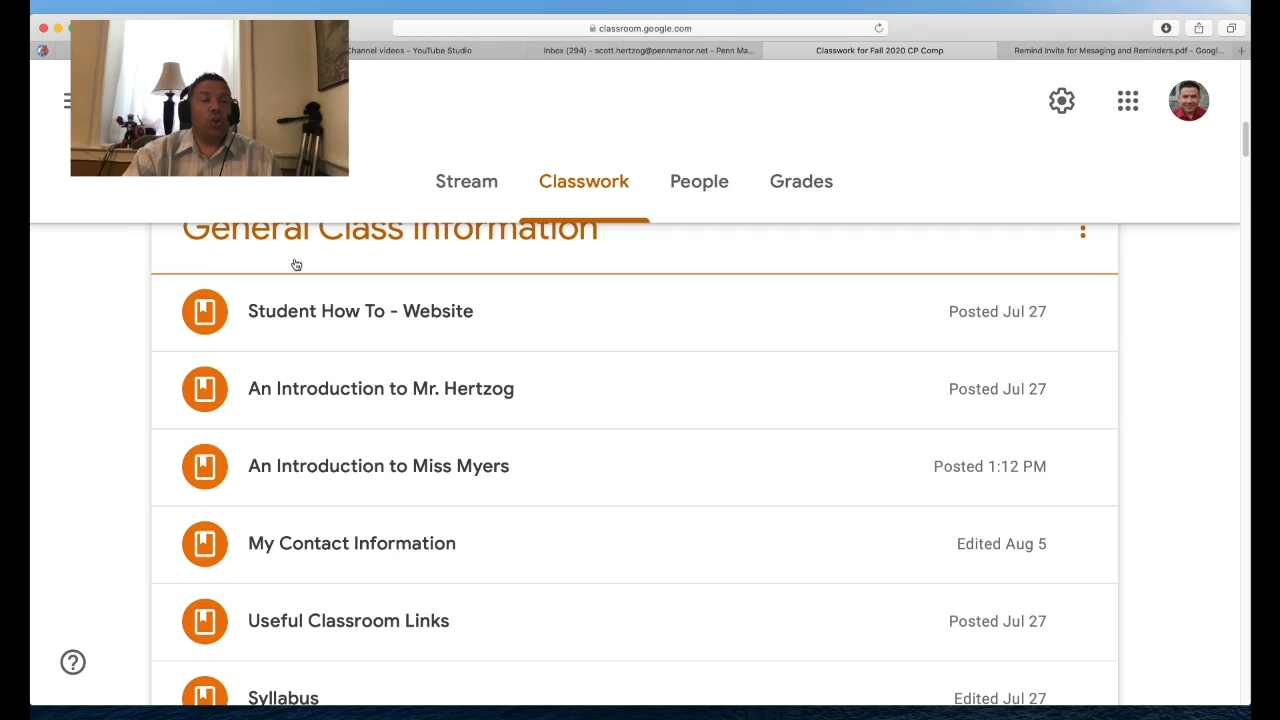 classroom.google.com
hannel videos - YouTube Studio
Inbox (294) - scott.hertzog@pennmanor.net - Penn Ma...
Classwork for Fall 2020 CP Comp
Remind Invite for Mesaging and Reminders.pdf - Googl...
Stream
Classwork
People
Grades
General Class Information
Student How To - Website
Posted Jul 27
An Introduction to Mr. Hertzog
Posted Jul 27
An Introduction to Miss Myers
Posted 1:12 PM
My Contact Information
Edited Aug 5
Useful Classroom Links
Posted Jul 27
Syllabus
Edited Jul 27